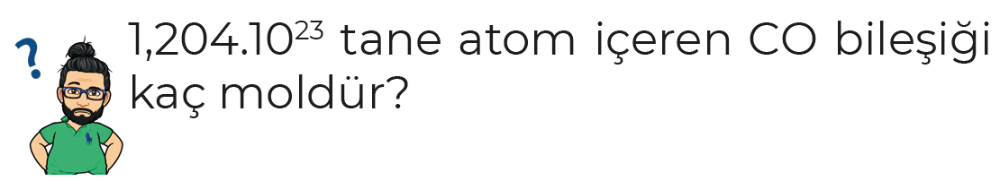 1,204.10²³ tane atom içeren CO bileşiği
kaç moldür?